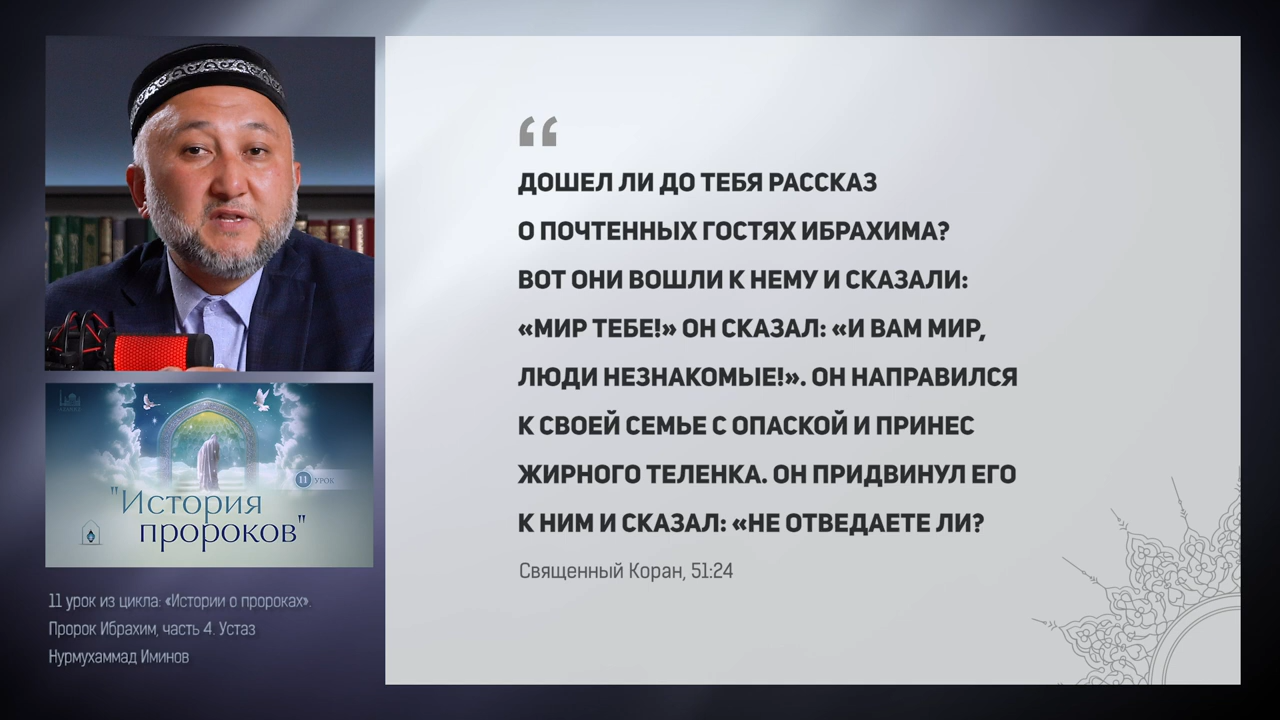 “
ДОШЕЛ ЛИ ДО ТЕБЯ РАССКАЗ
О ПОЧТЕННЫХ ГОСТЯХ ИБРАХИМА?
ВОТ ОНИ ВОШЛИ К НЕМУ И СКАЗАЛИ:
«МИР ТЕБЕ!» ОН СКАЗАЛ: «И ВАМ МИР,
ЛЮДИ НЕЗНАКОМЫЕ!». ОН НАПРАВИЛСЯ
К СВОЕЙ СЕМЬЕ С ОПАСКОЙ И ПРИНЕС
ЖИРНОГО ТЕЛЕНКА. ОН ПРИДВИНУЛ ЕГО
К НИМ И СКАЗАЛ: «НЕ ОТВЕДАЕТЕ ЛИ?
Священный Коран, 51:24
11 УРОК
"История
пророков"
11 урок из цикла: «Истории о пророках».
Пророк Ибрахим, часть 4. Устаз
Нурмухаммад Иминов